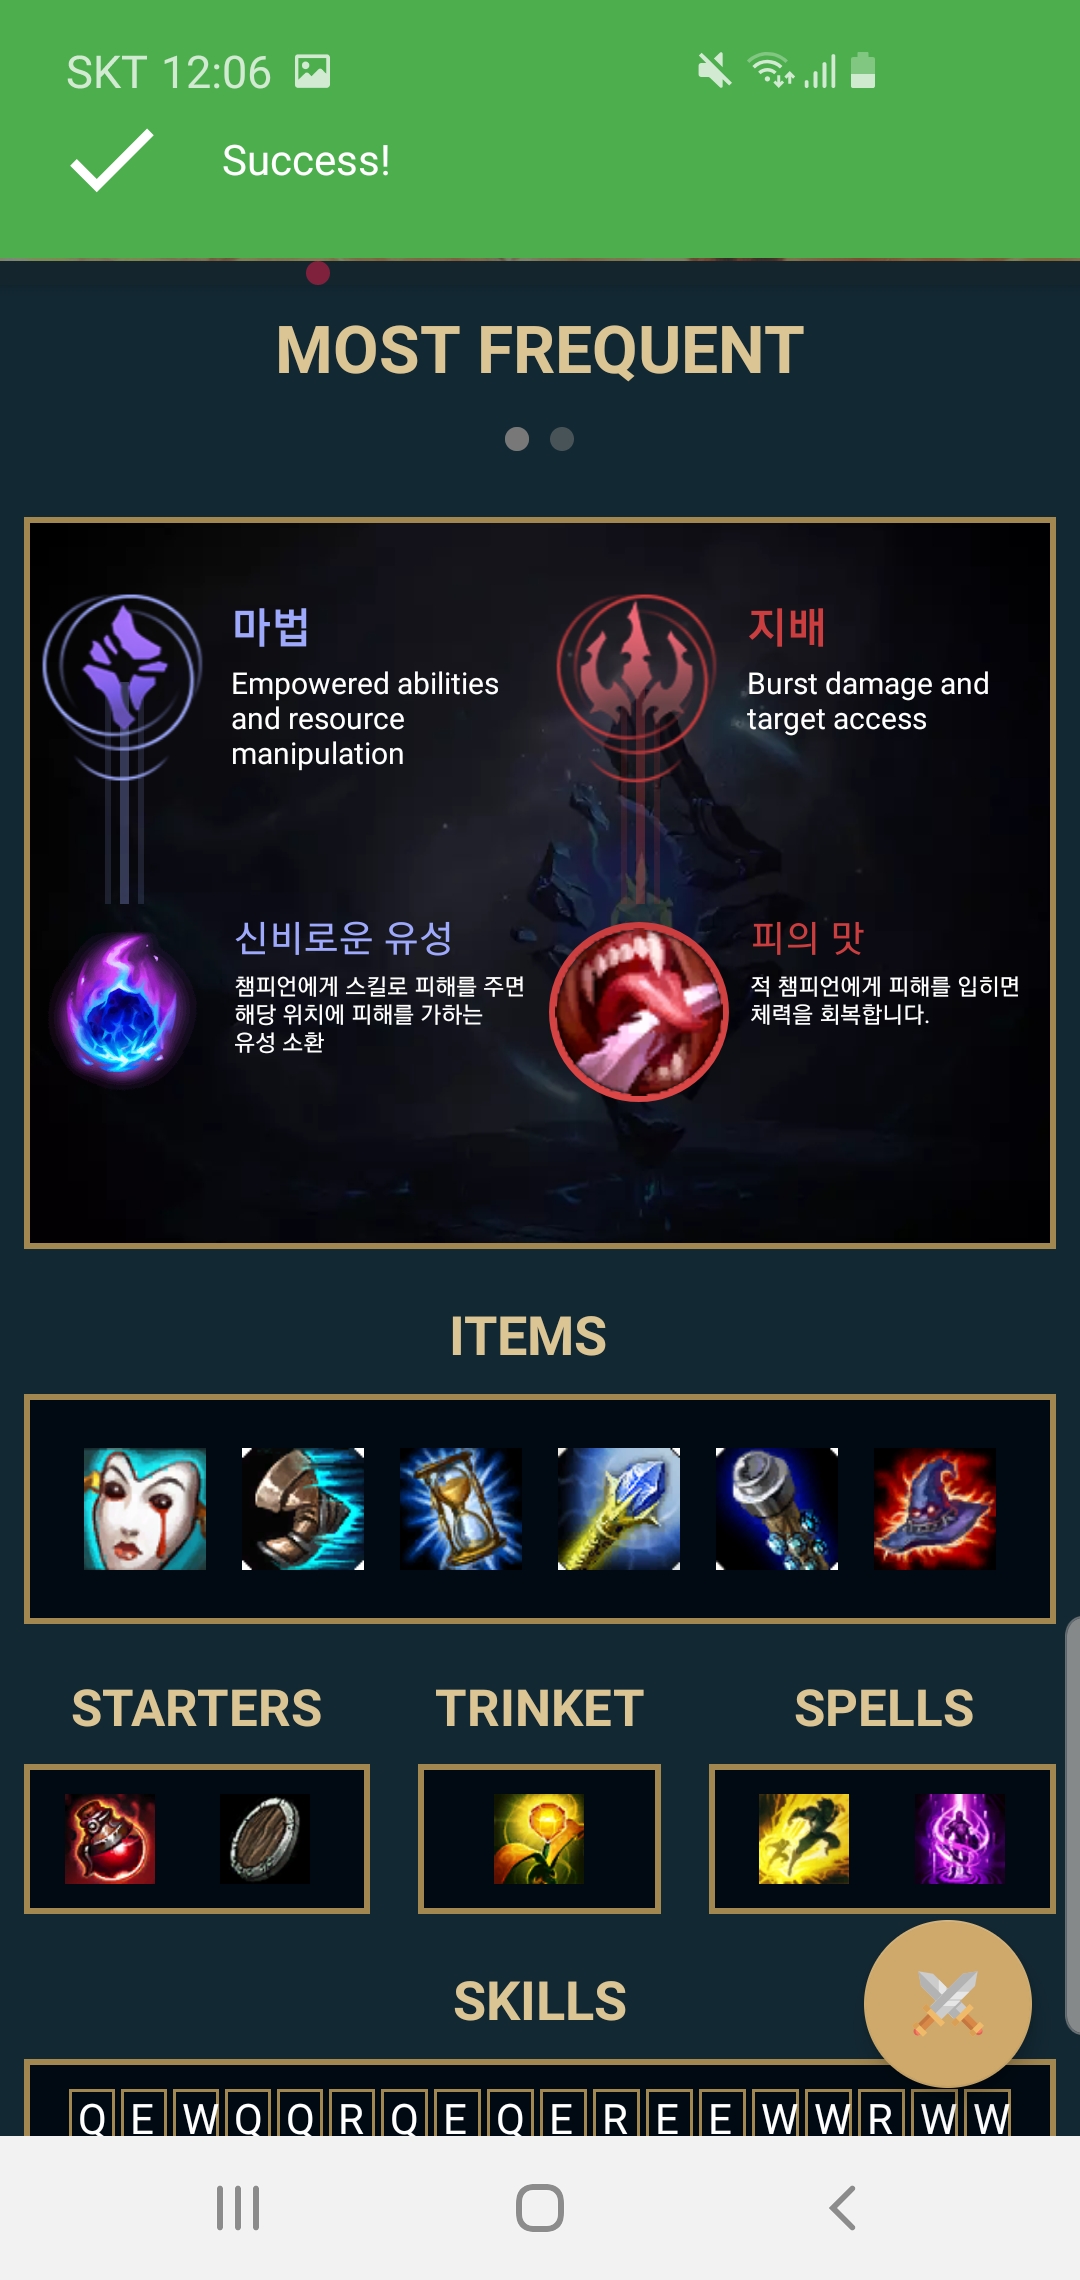 SKT 12:06
Success!
MOST FREQUENT
마법
Empowered abilities
and resource
manipulation
지배
Burst damage and
target access
신비로운 유성
챔피언에게 스킬로 피해를 주면
해당 위치에 피해를 가하는
유성 소환
피의 맛
적 챔피언에게 피해를 입히면
체력을 회복합니다.
ITEMS
STARTERS
TRINKET
SPELLS
SKILLS
Q E W Q Q R Q E Q E R E E W W R W W